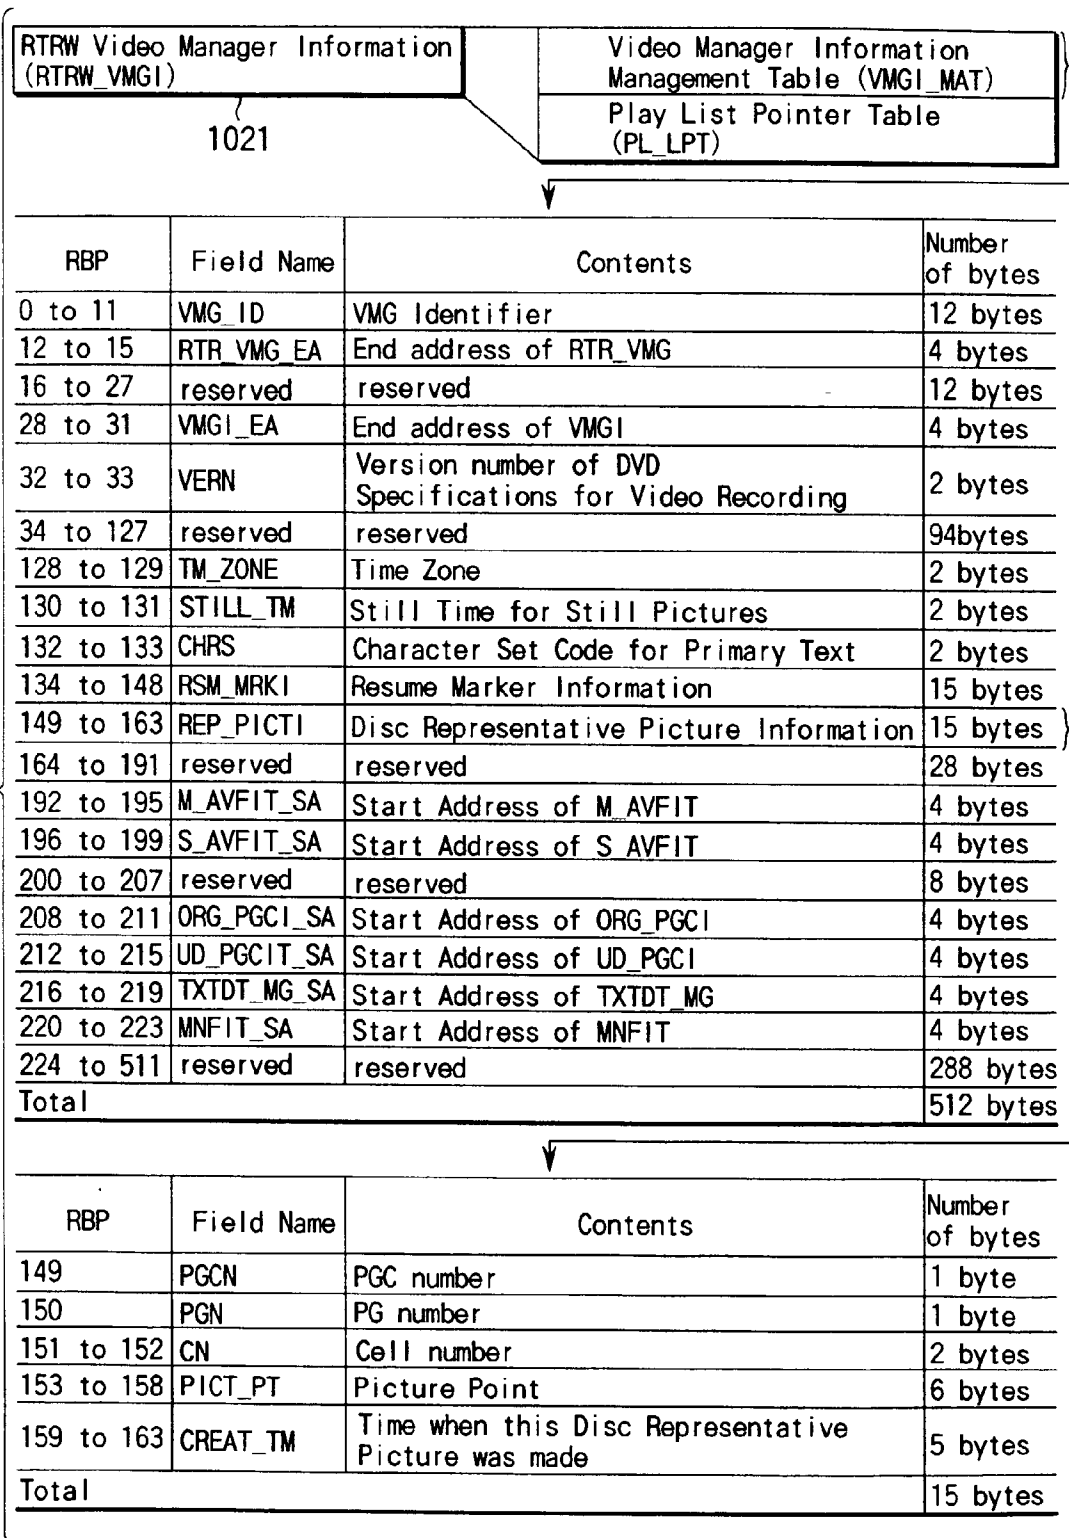 RTRW Video Manager Information
(RTRW_VMGI)
1021
Video Manager Information
Management Table (VMGI_MAT)
Play List Pointer Table
(PL_LPT)
RBP Field Name Contents Number of bytes
0 to 11 VMG_ID VMG Identifier 12 bytes
12 to 15 RTR_VMG_EA End address of RTR_VMG 4 bytes
16 to 27 reserved reserved 12 bytes
28 to 31 VMGI_EA End address of VMGI 4 bytes
32 to 33 VERN Version number of DVD
Specifications for Video Recording 2 bytes
34 to 127 reserved reserved 94bytes
128 to 129 TM_ZONE Time Zone 2 bytes
130 to 131 STILL_TM Still Time for Still Pictures 2 bytes
132 to 133 CHRS Character Set Code for Primary Text 2 bytes
134 to 148 RSM_MRKI Resume Marker Information 15 bytes
149 to 163 REP_PICTI Disc Representative Picture Information 15 bytes
164 to 191 reserved reserved 28 bytes
192 to 195 M_AVFIT_SA Start Address of M_AVFIT 4 bytes
196 to 199 S_AVFIT_SA Start Address of S_AVFIT 4 bytes
200 to 207 reserved reserved 8 bytes
208 to 211 ORG_PGCI_SA Start Address of ORG_PGCI 4 bytes
212 to 215 UD_PGCIT_SA Start Address of UD_PGCI 4 bytes
216 to 219 TXTDT_MG_SA Start Address of TXTDT_MG 4 bytes
220 to 223 MNFIT_SA Start Address of MNFIT 4 bytes
224 to 511 reserved reserved 288 bytes
Total 512 bytes
RBP Field Name Contents Number of bytes
149 PGCN PGC number 1 byte
150 PGN PG number 1 byte
151 to 152 CN Cell number 2 bytes
153 to 158 PICT_PT Picture Point 6 bytes
159 to 163 CREAT_TM Time when this Disc Representative
Picture was made 5 bytes
Total 15 bytes